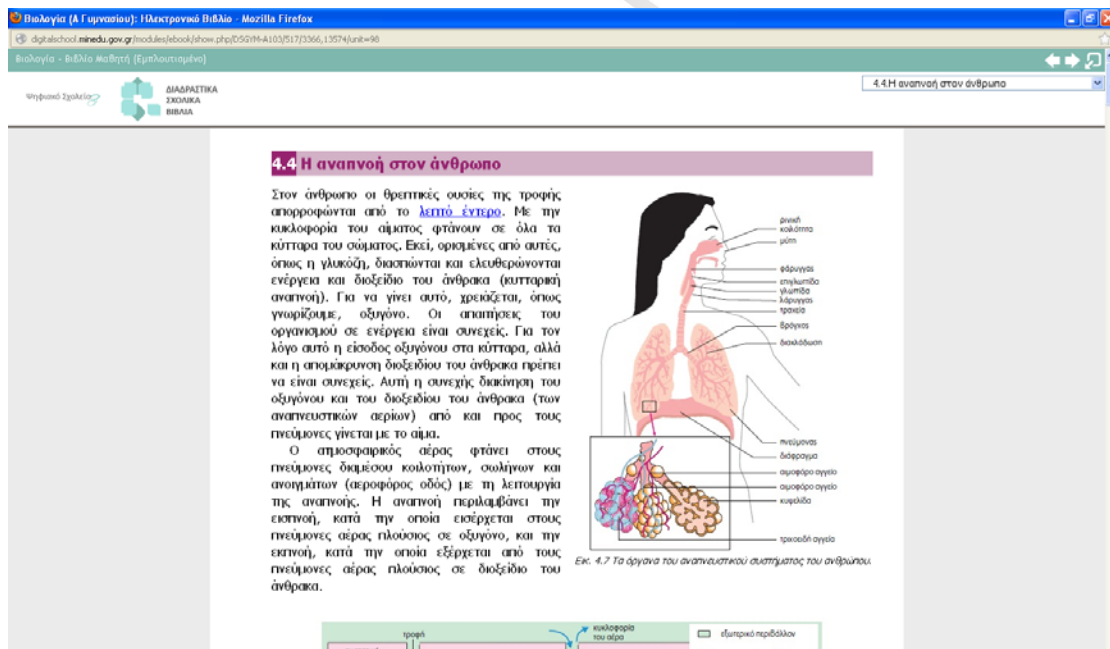 Βιολογία (Α Γυμνασίου): Ηλεκτρονικό Βιβλίο - Mozilla Firefox
digitalschool.minedu.gov.gr/modules/ebook/show.php/DSGYM-A103/517/3366,13574/unit=98
Βιολογία - Βιβλίο Μαθητή (Εμπλουτισμένο)
4.4.Η αναπνοή στον άνθρωπο
Ψηφιακό Σχολείο
ΔΙΑΔΡΑΣΤΙΚΑ
ΣΧΟΛΙΚΑ
ΒΙΒΛΙΑ
4.4 Η αναπνοή στον άνθρωπο
Στον άνθρωπο οι θρεπτικές ουσίες της τροφής
απορροφώνται από το λεπτό έντερο. Με την
κυκλοφορία του αίματος φτάνουν σε όλα τα
κύτταρα του σώματος. Εκεί, ορισμένες από αυτές,
όπως η γλυκόζη, διασπώνται και ελευθερώνονται
ενέργεια και διοξείδιο του άνθρακα (κυτταρική
αναπνοή). Για να γίνει αυτό, χρειάζεται, όπως
γνωρίζουμε, οξυγόνο. Οι απαιτήσεις του
οργανισμού σε ενέργεια είναι συνεχείς. Για τον
λόγο αυτό η είσοδος οξυγόνου στα κύτταρα, αλλά
και η απομάκρυνση διοξειδίου του άνθρακα πρέπει
να είναι συνεχείς. Αυτή η συνεχής διακίνηση του
οξυγόνου και του διοξειδίου του άνθρακα (των
αναπνευστικών αερίων) από και προς τους
πνεύμονες γίνεται με το αίμα.
Ο ατμοσφαιρικός αέρας φτάνει στους
πνεύμονες διαμέσου κοιλοτήτων, σωλήνων και
ανοιγμάτων (αεροφόρος οδός) με τη λειτουργία
της αναπνοής. Η αναπνοή περιλαμβάνει την
εισπνοή, κατά την οποία εισέρχεται στους
πνεύμονες αέρας πλούσιος σε οξυγόνο, και την
εκπνοή, κατά την οποία εξέρχεται από τους
πνεύμονες αέρας πλούσιος σε διοξείδιο του
άνθρακα.
ρινική
κοιλότητα
μύτη
φάρυγγας
επιγλωττίδα
γλωττίδα
λάρυγγας
τραχεία
βρόγχος
διακλάδωση
πνεύμονας
διάφραγμα
αιμοφόρο αγγείο
αιμοφόρο αγγείο
κυψελίδα
τριχοειδή αγγεία
Εικ. 4.7 Τα όργανα του αναπνευστικού συστήματος του ανθρώπου.
τροφή
κυκλοφορία
του αέρα
εξωτερικό περιβάλλον